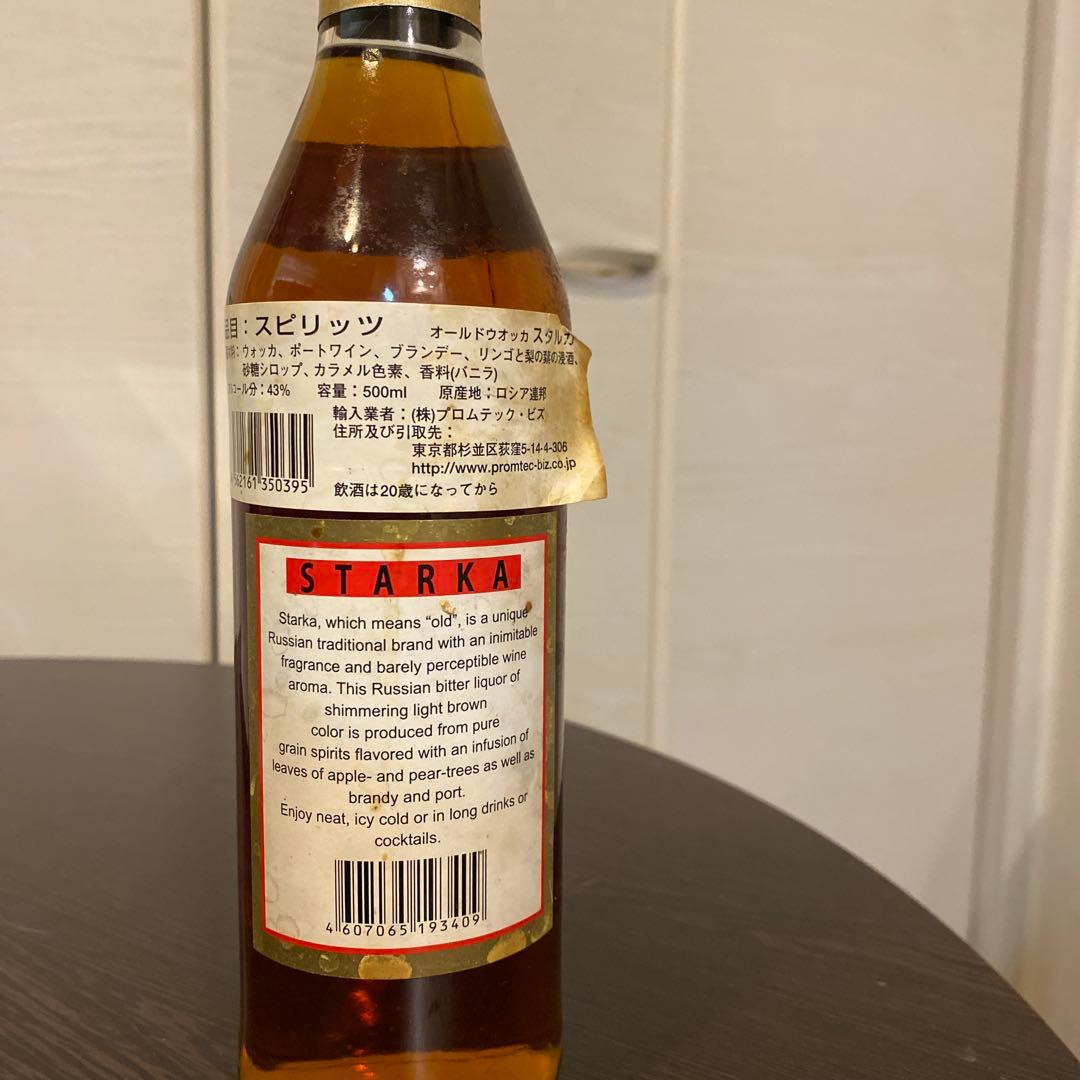 品目：スピリッツ オールドウオッカ スタルカ
ウォッカ、ポートワイン、ブランデー、リンゴと梨の葉の浸酒、
砂糖シロップ、カラメル色素、香料(バニラ)
コール分：43% 容量：500ml 原産地：ロシア連邦
輸入業者：(株)プロムテック・ビズ
住所及び引取先：
東京都杉並区荻窪5-14-4-306
http://www.promtec-biz.co.jp
562161 350395
飲酒は20歳になってから
STARKA
Starka, which means “old”, is a unique
Russian traditional brand with an inimitable
fragrance and barely perceptible wine
aroma. This Russian bitter liquor of
shimmering light brown
color is produced from pure
grain spirits flavored with an infusion of
leaves of apple- and pear-trees as well as
brandy and port.
Enjoy neat, icy cold or in long drinks or
cocktails.
4 607065 193409